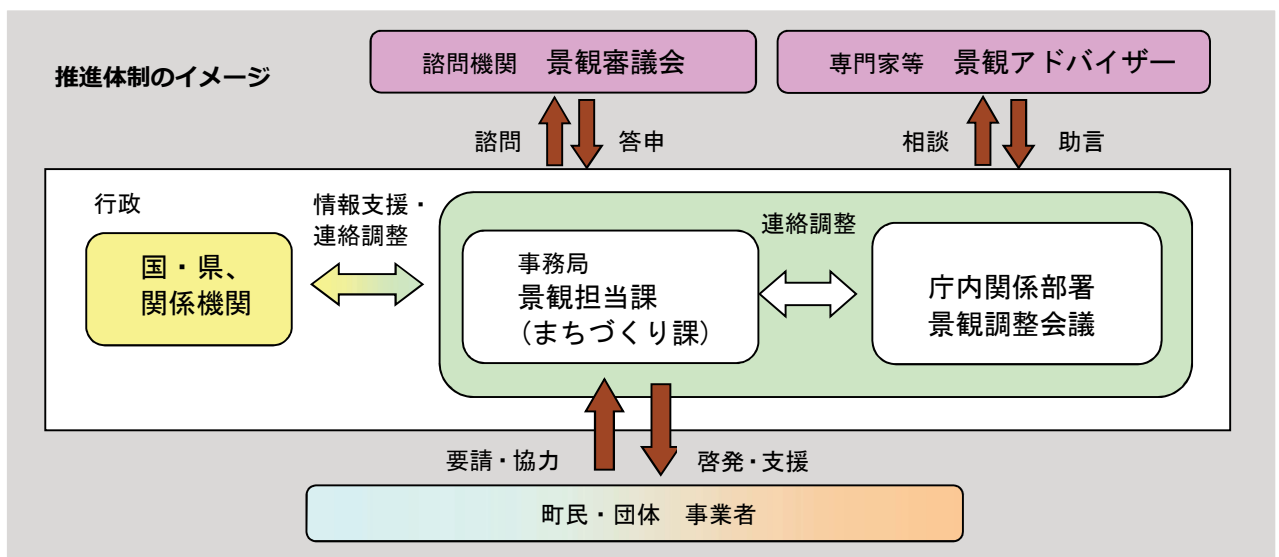 推進体制のイメージ
諮問機関　景観審議会
専門家等　景観アドバイザー
諮問
答申
相談
助言
行政
情報支援・
連絡調整
国・県、
関係機関
事務局
景観担当課
(まちづくり課)
連絡調整
庁内関係部署
景観調整会議
要請・協力
啓発・支援
町民・団体　事業者